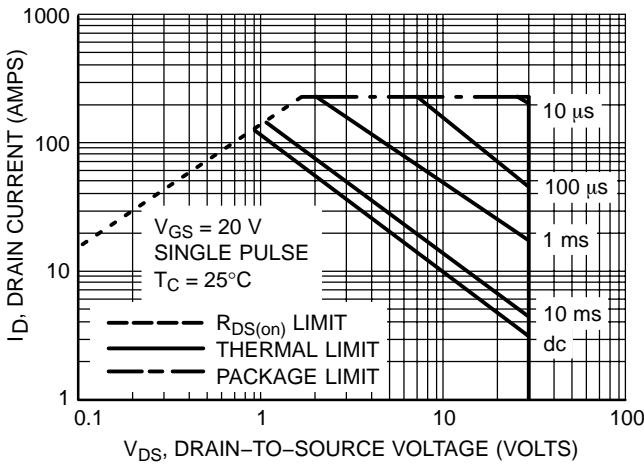 1000
100
10
1
I_D, DRAIN CURRENT (AMPS)
10 µs
100 µs
1 ms
10 ms
dc
V_GS = 20 V
SINGLE PULSE
T_C = 25°C
R_DS(on) LIMIT
THERMAL LIMIT
PACKAGE LIMIT
0.1 1 10 100
V_DS, DRAIN–TO–SOURCE VOLTAGE (VOLTS)